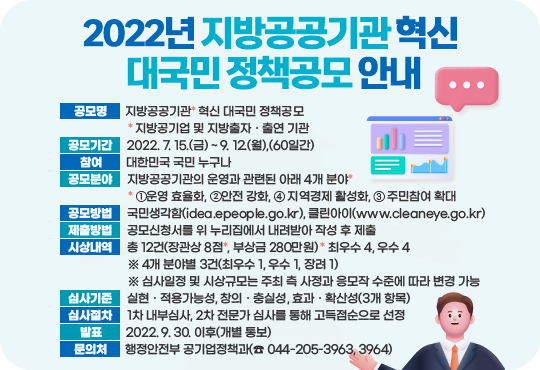 2022년 지방공공기관 혁신
대국민 정책공모 안내
공모명 지방공공기관* 혁신 대국민 정책공모
* 지방공기업 및 지방출자·출연 기관
공모기간 2022. 7. 15.(금) ~ 9. 12.(월),(60일간)
참여 대한민국 국민 누구나
공모분야 지방공공기관의 운영과 관련된 아래 4개 분야*
* ①운영 효율화, ②안전 강화, ④ 지역경제 활성화, ③ 주민참여 확대
공모방법 국민생각함(idea.epeople.go.kr), 클린아이(www.cleaneye.go.kr)
제출방법 공모신청서를 위 누리집에서 내려받아 작성 후 제출
시상내역 총 12건(장관상 8점*, 부상금 280만원) * 최우수 4, 우수 4
※ 4개 분야별 3건(최우수 1, 우수 1, 장려 1)
※ 심사일정 및 시상규모는 주최 측 사정과 응모작 수준에 따라 변경 가능
심사기준 실현·적용가능성, 창의·충실성, 효과·확산성(3개 항목)
심사절차 1차 내부심사, 2차 전문가 심사를 통해 고득점순으로 선정
발표 2022. 9. 30. 이후(개별 통보)
문의처 행정안전부 공기업정책과(☎ 044-205-3963, 3964)